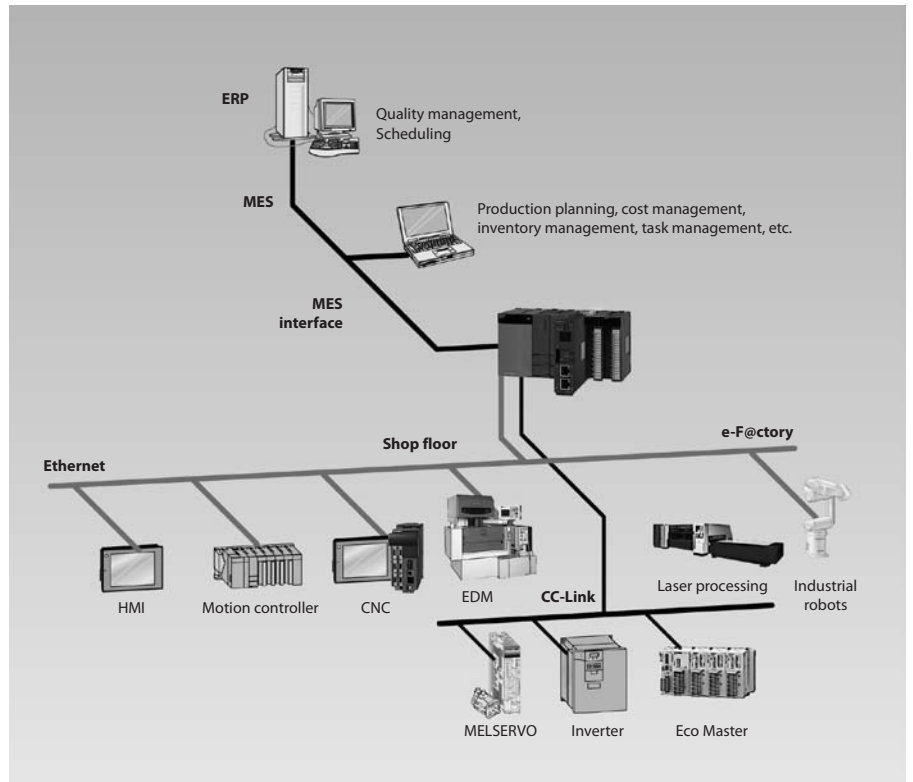 ERP
Quality management,
Scheduling
MES
Production planning, cost management,
inventory management, task management, etc.
MES
interface
e-F@ctory
Shop floor
Ethernet
HMI
Motion controller
CNC
EDM
CC-Link
Laser processing
Industrial
robots
MELSERVO
Inverter
Eco Master